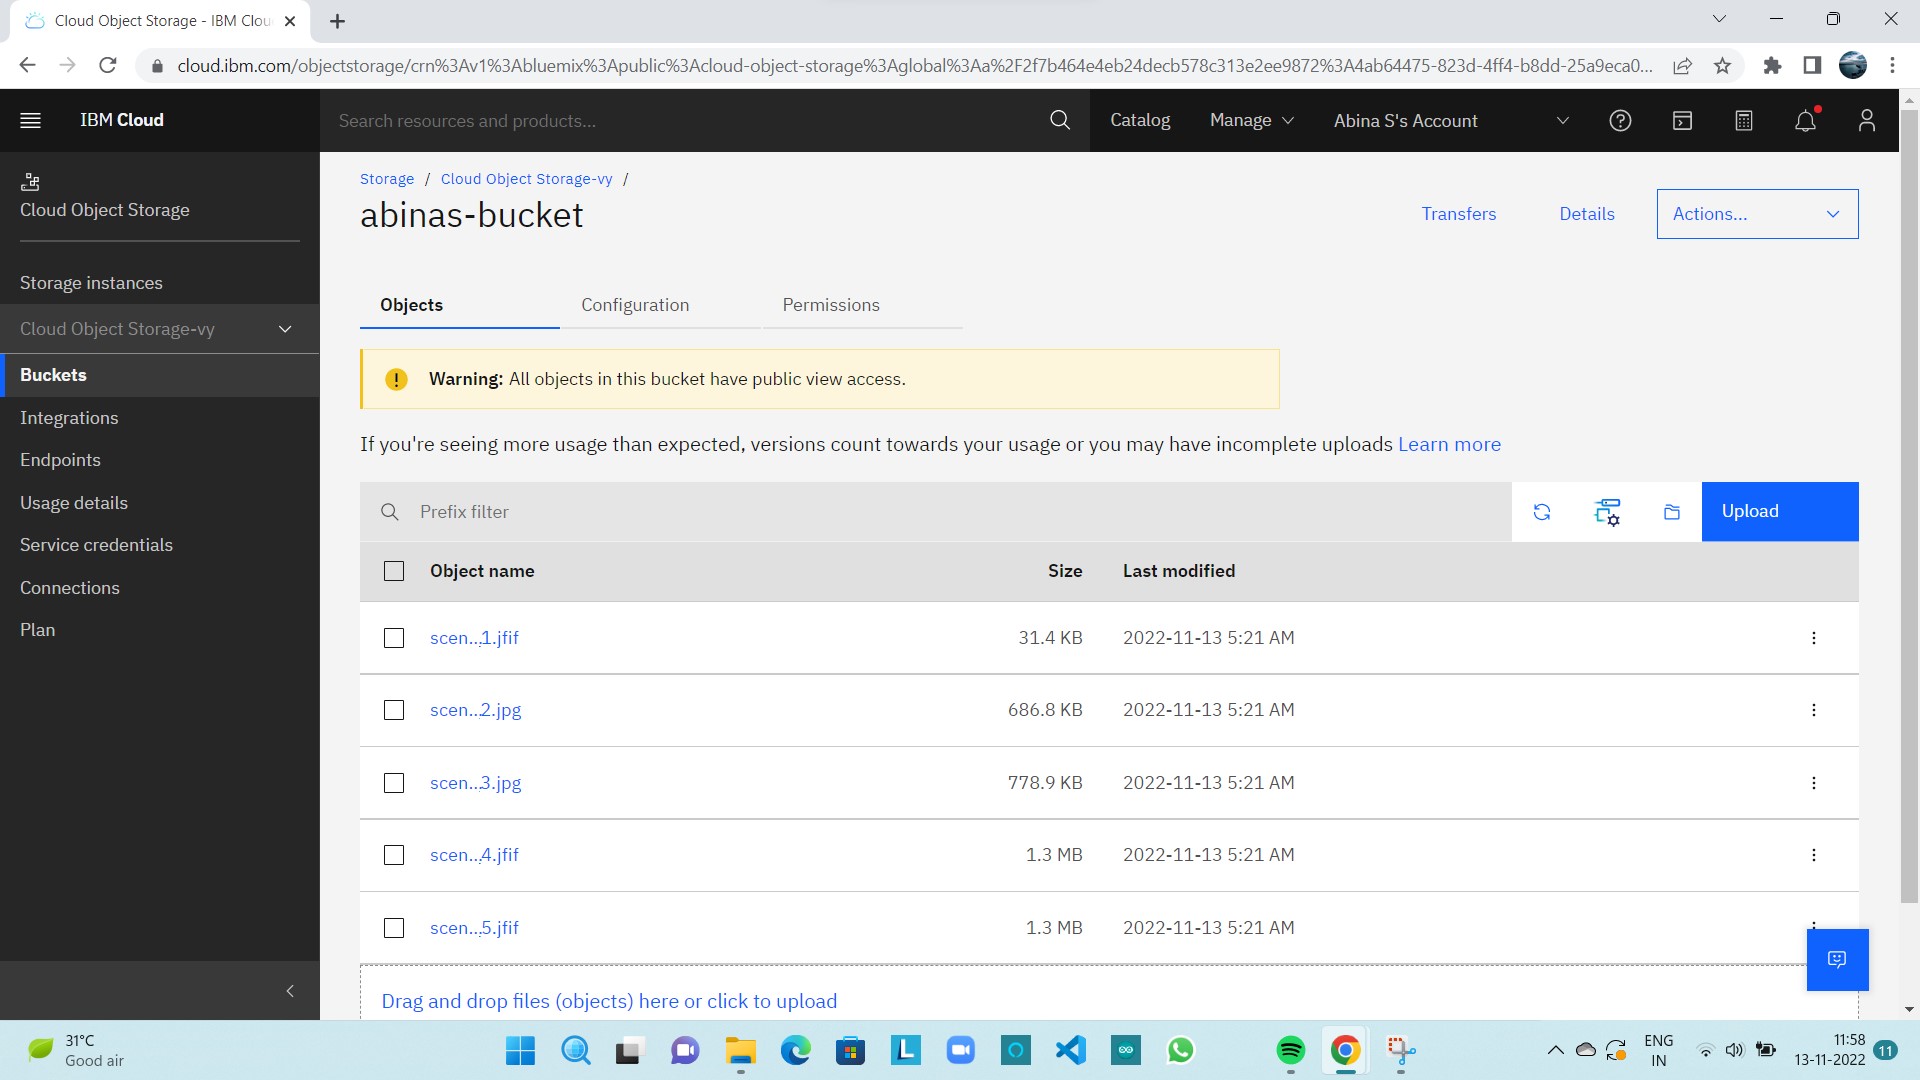 Cloud Object Storage - IBM Clou
cloud.ibm.com/objectstorage/crn%3Av1%3Abluemix%3Apublic%3Acloud-object-storage%3Aglobal%3Aa%2F2f7b464e4eb24decb578c313e2ee9872%3A4ab64475-823d-4ff4-b8dd-25a9eca0...
IBM Cloud
Search resources and products...
Catalog
Manage
Abina S's Account
Cloud Object Storage
Storage instances
Cloud Object Storage-vy
Buckets
Integrations
Endpoints
Usage details
Service credentials
Connections
Plan
Storage / Cloud Object Storage-vy /
abinas-bucket
Transfers
Details
Actions...
Objects
Configuration
Permissions
Warning: All objects in this bucket have public view access.
If you're seeing more usage than expected, versions count towards your usage or you may have incomplete uploads Learn more
Prefix filter
Upload
Object name Size Last modified
scen...1.jfif 31.4 KB 2022-11-13 5:21 AM
scen...2.jpg 686.8 KB 2022-11-13 5:21 AM
scen...3.jpg 778.9 KB 2022-11-13 5:21 AM
scen...4.jfif 1.3 MB 2022-11-13 5:21 AM
scen...5.jfif 1.3 MB 2022-11-13 5:21 AM
Drag and drop files (objects) here or click to upload
31°C
Good air
ENG
IN
11:58
13-11-2022
11